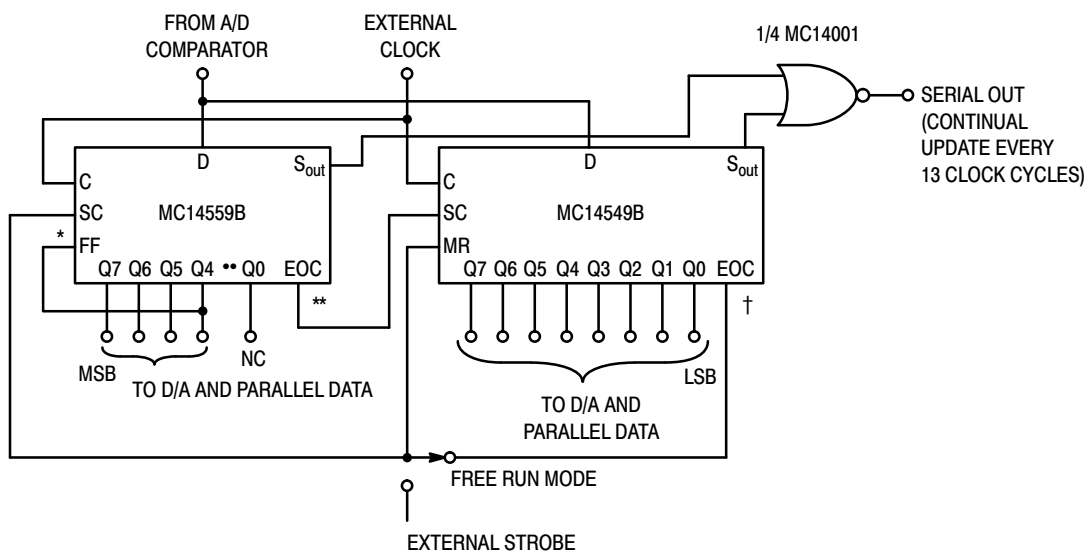 FROM A/D
COMPARATOR
EXTERNAL
CLOCK
1/4 MC14001
SERIAL OUT
(CONTINUAL
UPDATE EVERY
13 CLOCK CYCLES)
D
Sout
C
SC
* FF
MC14559B
Q7 Q6 Q5 Q4 •• Q0 EOC
**
D
Sout
C
SC
MR
MC14549B
Q7 Q6 Q5 Q4 Q3 Q2 Q1 Q0 EOC
†
MSB
NC
TO D/A AND PARALLEL DATA
LSB
TO D/A AND
PARALLEL DATA
FREE RUN MODE
EXTERNAL STROBE